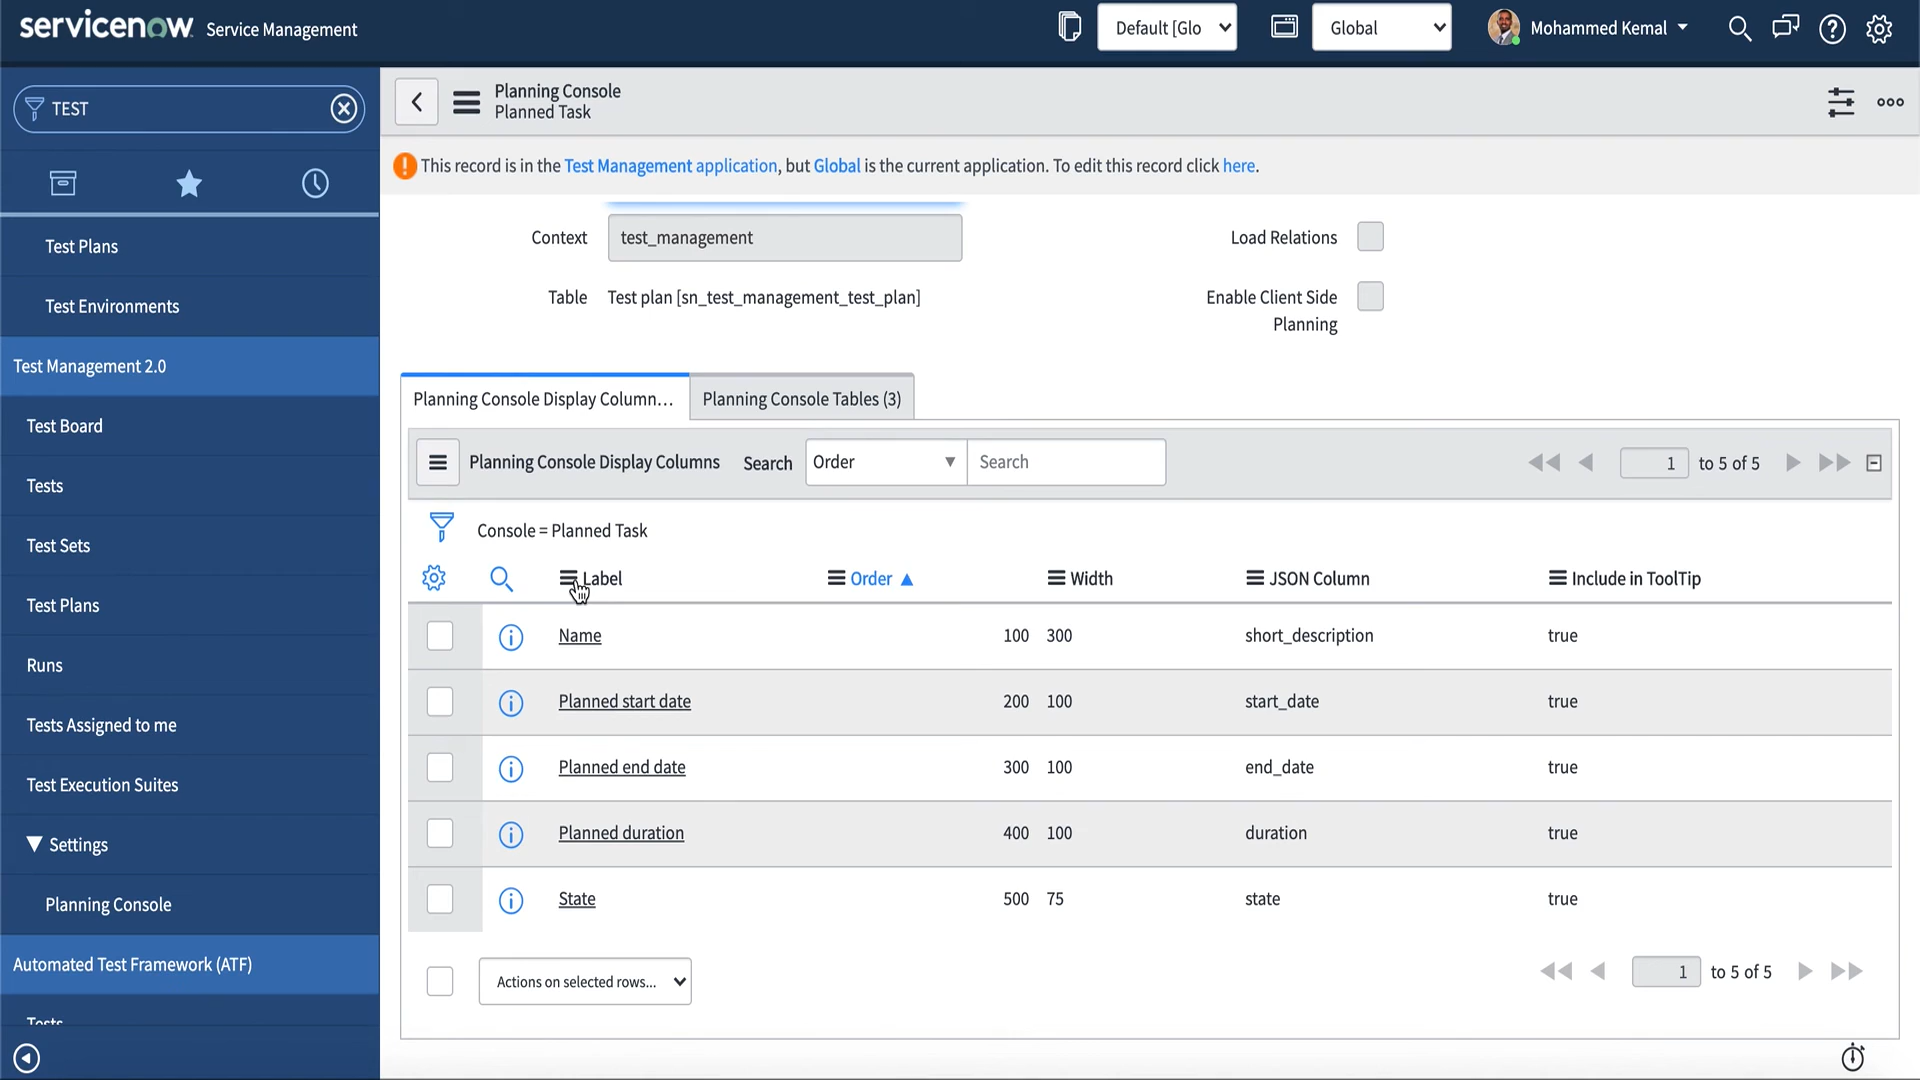 servicenow Service Management
Default [Glo
Global
Mohammed Kemal
TEST
Test Plans
Test Environments
Test Management 2.0
Test Board
Tests
Test Sets
Test Plans
Runs
Tests Assigned to me
Test Execution Suites
Settings
Planning Console
Automated Test Framework (ATF)
Tests
Planning Console
Planned Task
This record is in the Test Management application, but Global is the current application. To edit this record click here.
Context test_management
Load Relations
Table Test plan [sn_test_management_test_plan]
Enable Client Side
Planning
Planning Console Display Column... Planning Console Tables (3)
Planning Console Display Columns Search Order Search 1 to 5 of 5
Console = Planned Task
Label Order Width JSON Column Include in ToolTip
Name 100 300 short_description true
Planned start date 200 100 start_date true
Planned end date 300 100 end_date true
Planned duration 400 100 duration true
State 500 75 state true
Actions on selected rows... 1 to 5 of 5